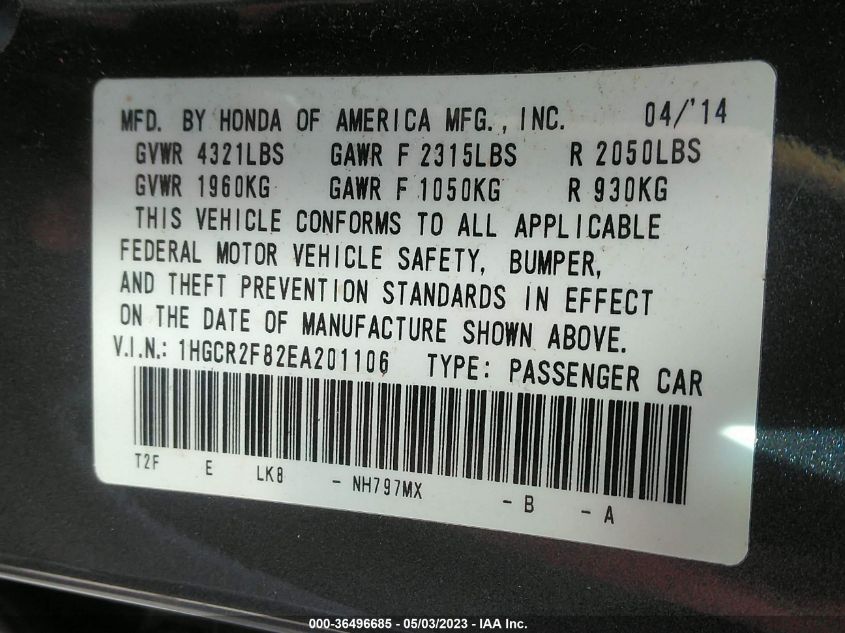 MFD. BY HONDA OF AMERICA MFG., INC. 04/'14
GVWR 4321LBS GAWR F 2315LBS R 2050LBS
GVWR 1960KG GAWR F 1050KG R 930KG
THIS VEHICLE CONFORMS TO ALL APPLICABLE
FEDERAL MOTOR VEHICLE SAFETY, BUMPER,
AND THEFT PREVENTION STANDARDS IN EFFECT
ON THE DATE OF MANUFACTURE SHOWN ABOVE.
V.I.N.: 1HGCR2F82EA201106 TYPE: PASSENGER CAR
T2F E LK8 - NH797MX - B - A
000-36496685 - 05/03/2023 - IAA Inc.